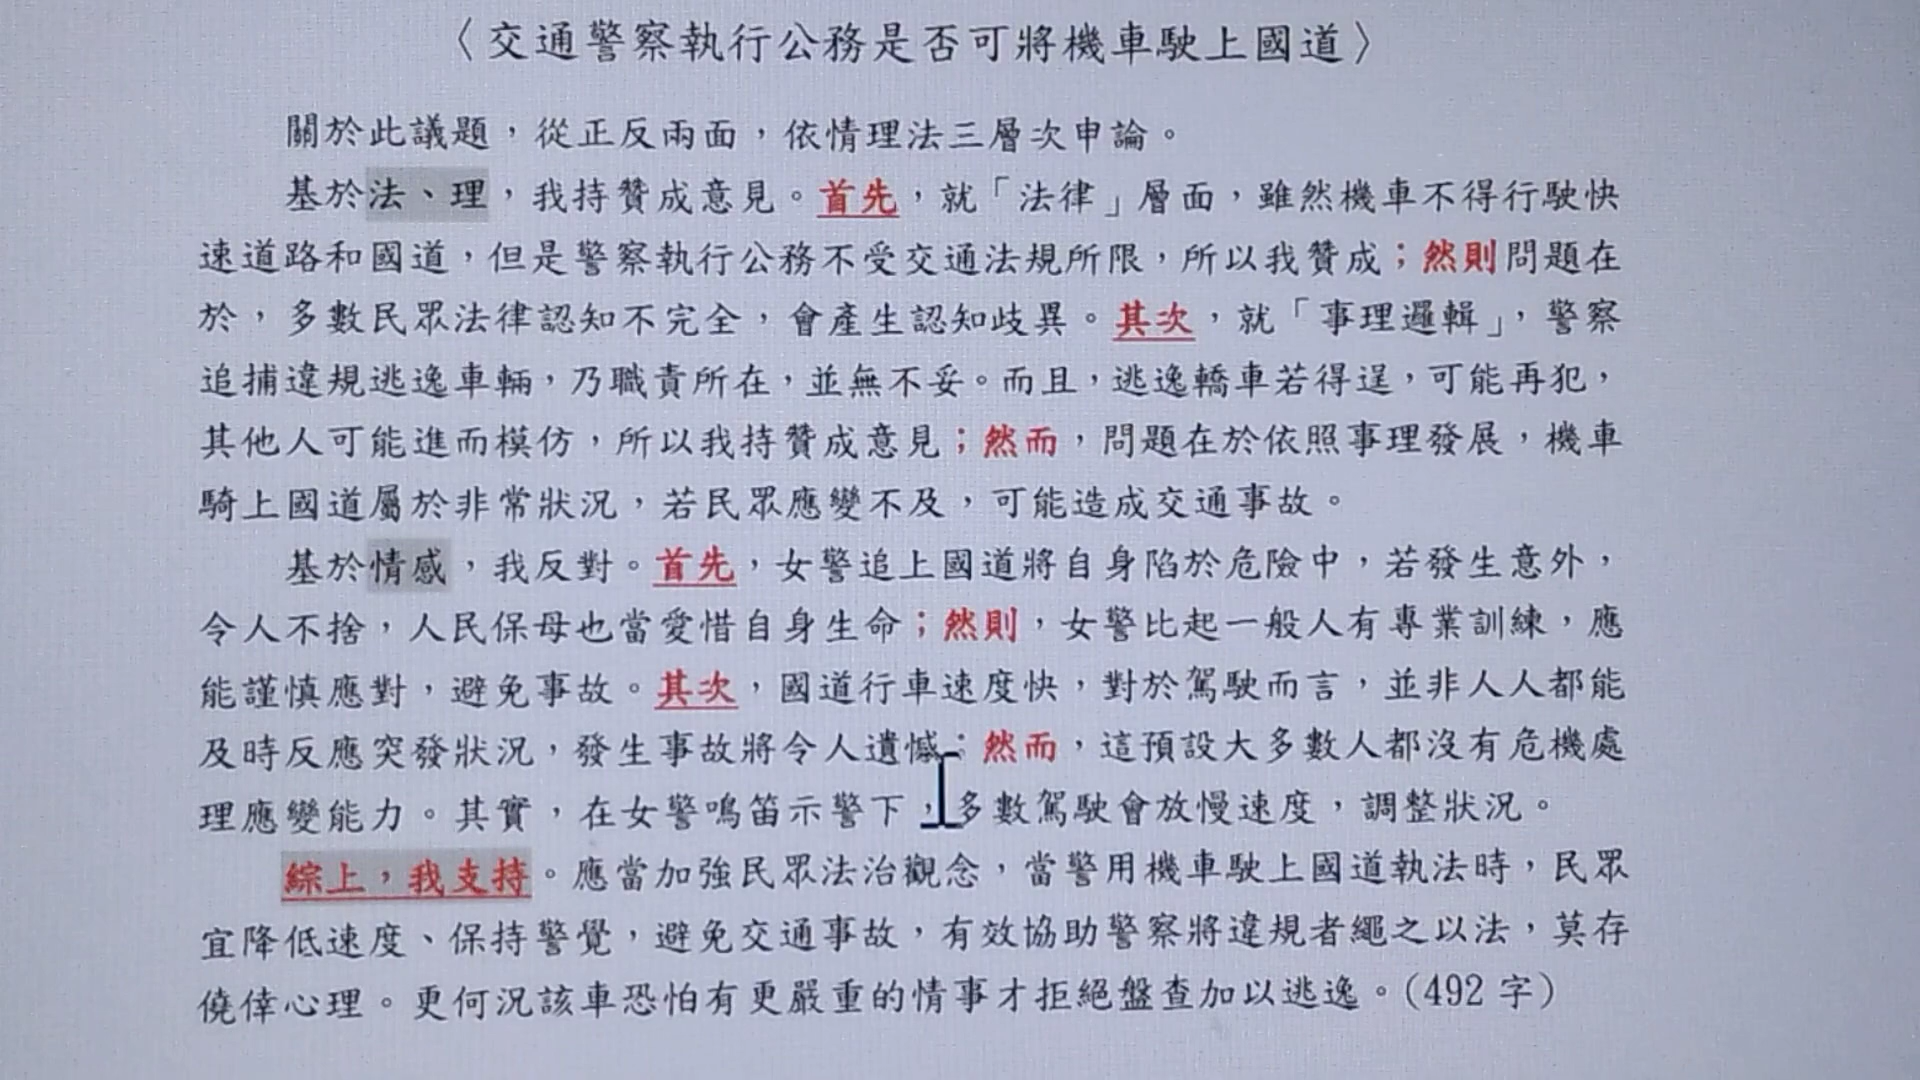 〈交通警察執行公務是否可將機車駛上國道〉
關於此議題，從正反兩面，依情理法三層次申論。
基於法、理，我持贊成意見。首先，就「法律」層面，雖然機車不得行駛快
速道路和國道，但是警察執行公務不受交通法規所限，所以我贊成；然則問題在
於，多數民眾法律認知不完全，會產生認知歧異。其次，就「事理邏輯」，警察
追捕違規逃逸車輛，乃職責所在，並無不妥。而且，逃逸轎車若得逞，可能再犯，
其他人可能進而模仿，所以我持贊成意見；然而，問題在於依照事理發展，機車
騎上國道屬於非常狀況，若民眾應變不及，可能造成交通事故。
基於情感，我反對。首先，女警追上國道將自身陷於危險中，若發生意外，
令人不捨，人民保母也當愛惜自身生命；然則，女警比起一般人有專業訓練，應
能謹慎應對，避免事故。其次，國道行車速度快，對於駕駛而言，並非人人都能
及時反應突發狀況，發生事故將令人遺憾；然而，這預設大多數人都沒有危機處
理應變能力。其實，在女警鳴笛示警下，多數駕駛會放慢速度，調整狀況。
綜上，我支持。應當加強民眾法治觀念，當警用機車駛上國道執法時，民眾
宜降低速度、保持警覺，避免交通事故，有效協助警察將違規者繩之以法，莫存
僥倖心理。更何況該車恐怕有更嚴重的情事才拒絕盤查加以逃逸。(492 字)